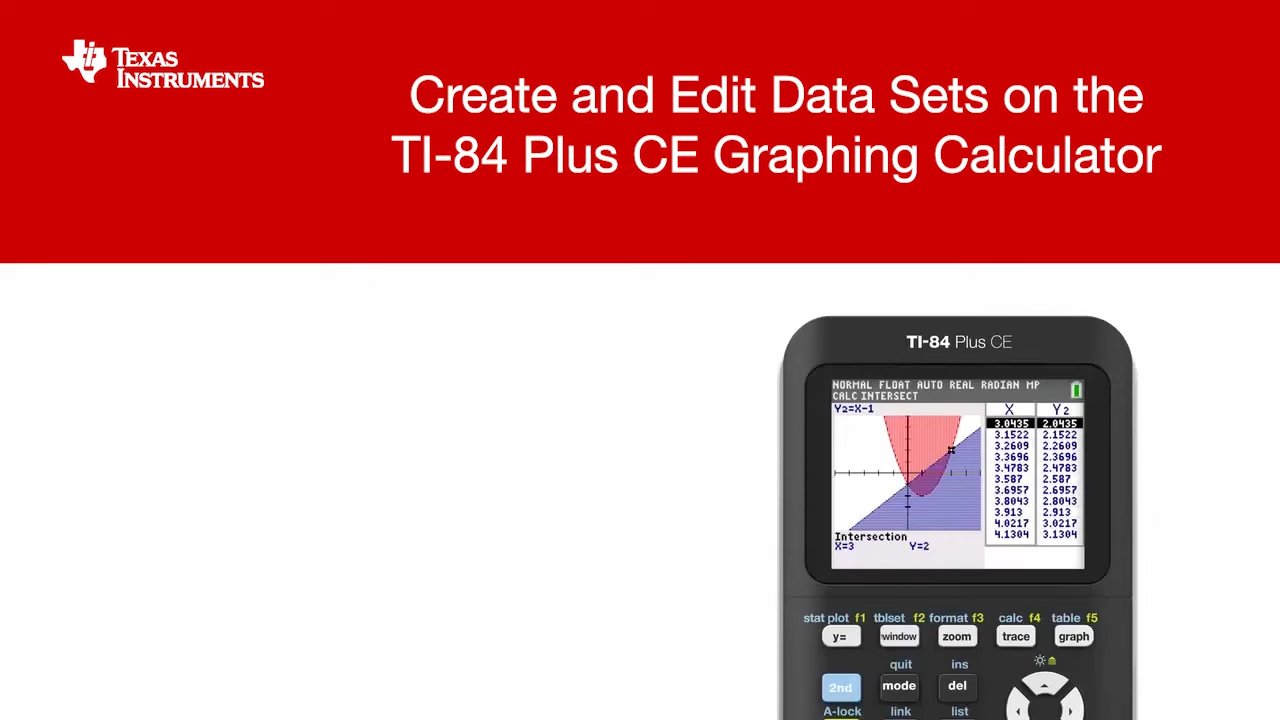 TEXAS
INSTRUMENTS
Create and Edit Data Sets on the
TI-84 Plus CE Graphing Calculator
TI-84 Plus CE
NORMAL FLOAT AUTO REAL RADIAN MP
CALC INTERSECT
Y2=X-1
X Y2
3.0435 2.0435
3.1522 2.1522
3.2609 2.2609
3.3696 2.3696
3.4783 2.4783
3.587 2.587
3.6957 2.6957
3.8043 2.8043
3.913 2.913
4.0217 3.0217
4.1304 3.1304
Intersection
X=3 Y=2
stat plot f1 tblset f2 format f3 calc f4 table f5
y= window zoom trace graph
quit ins
2nd mode del
A-lock link list